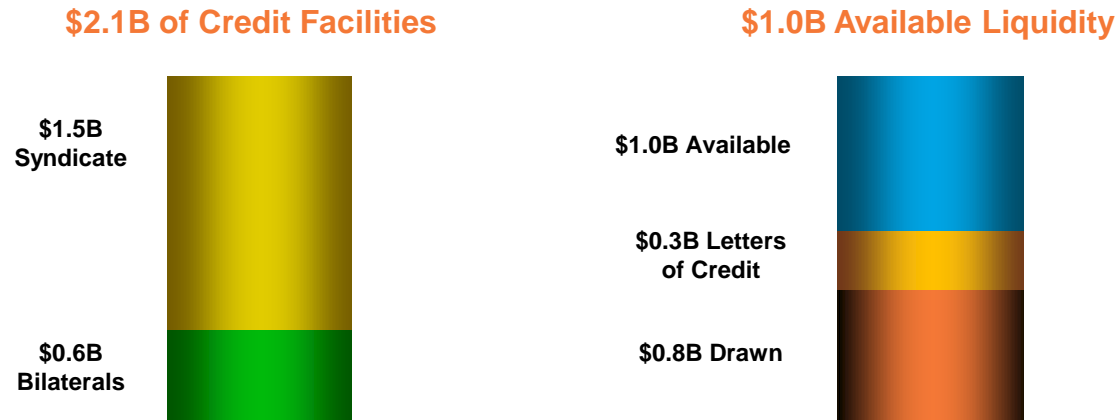 $2.1B of Credit Facilities
$1.5B
Syndicate
$0.6B
Bilaterals
$1.0B Available Liquidity
$1.0B Available
$0.3B Letters
of Credit
$0.8B Drawn